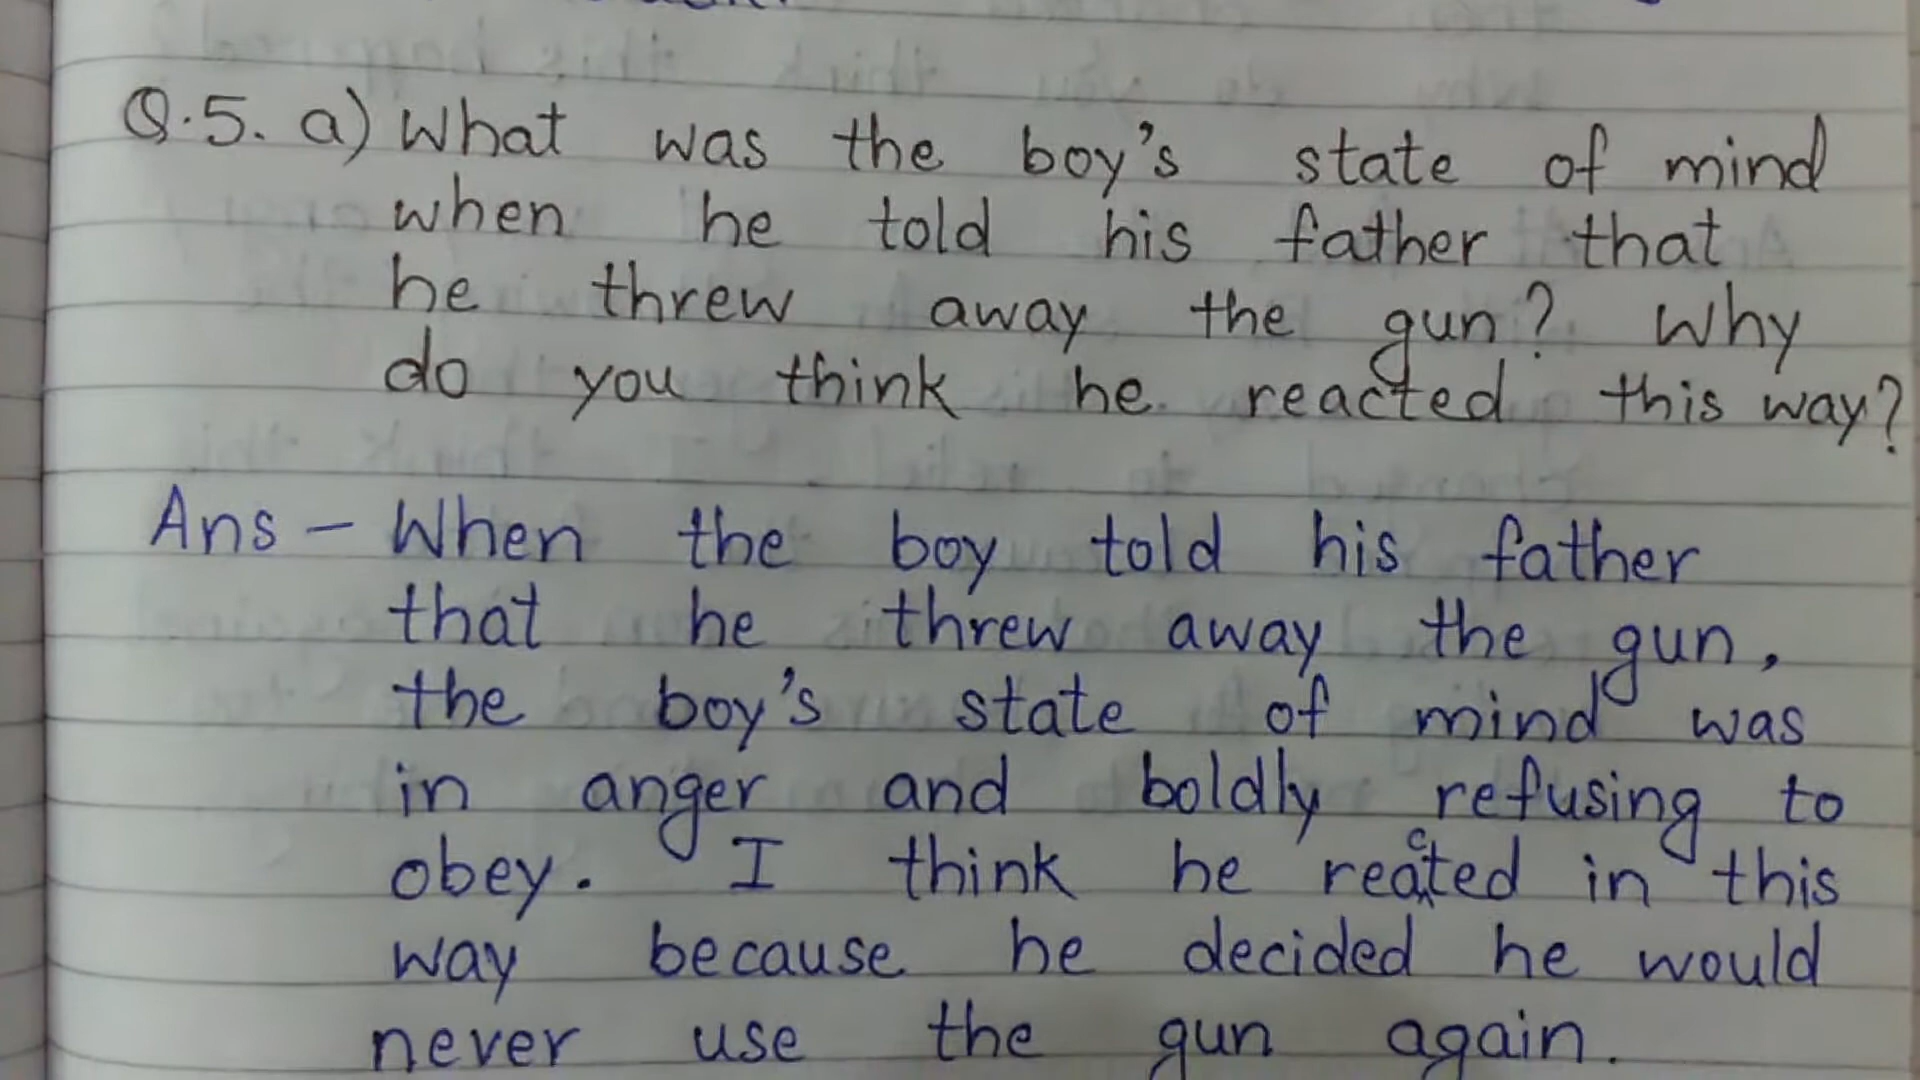 Q.5. a) What was the boy's state of mind
when he told his father that
he threw away the gun? Why
do you think he reacted this way?
Ans - When the boy told his father
that he threw away the gun,
the boy's state of mind was
in anger and boldly refusing to
obey. I think he reacted in this
way because he decided he would
never use the gun again.